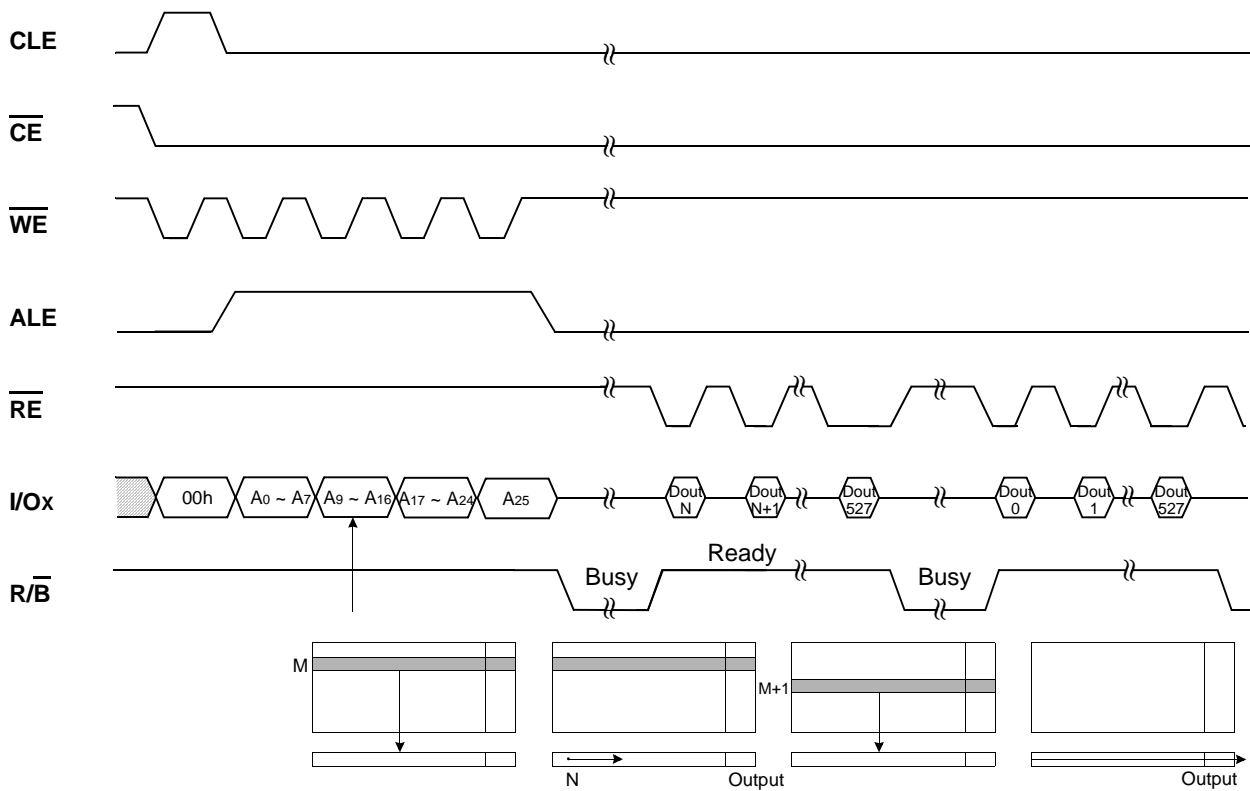 CLE
CE
WE
ALE
RE
I/Ox 00h A0 ~ A7 A9 ~ A16 A17 ~ A24 A25 Dout N Dout N+1 Dout 527 Dout 0 Dout 1 Dout 527
R/B Busy Ready Busy
M M+1
N Output Output